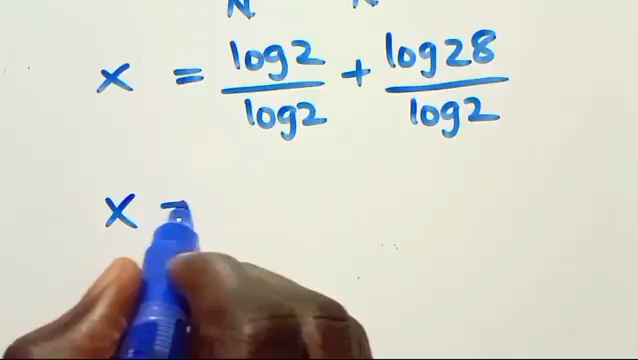 x = log2/log2 + log28/log2
x =